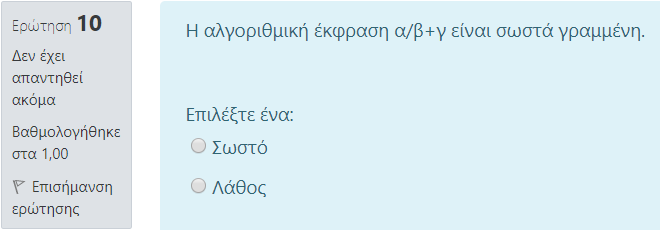 Ερώτηση 10
Δεν έχει
απαντηθεί
ακόμα
Βαθμολογήθηκε
στα 1,00
Επισήμανση
ερώτησης
Η αλγοριθμική έκφραση α/β+γ είναι σωστά γραμμένη.
Επιλέξτε ένα:
Σωστό
Λάθος